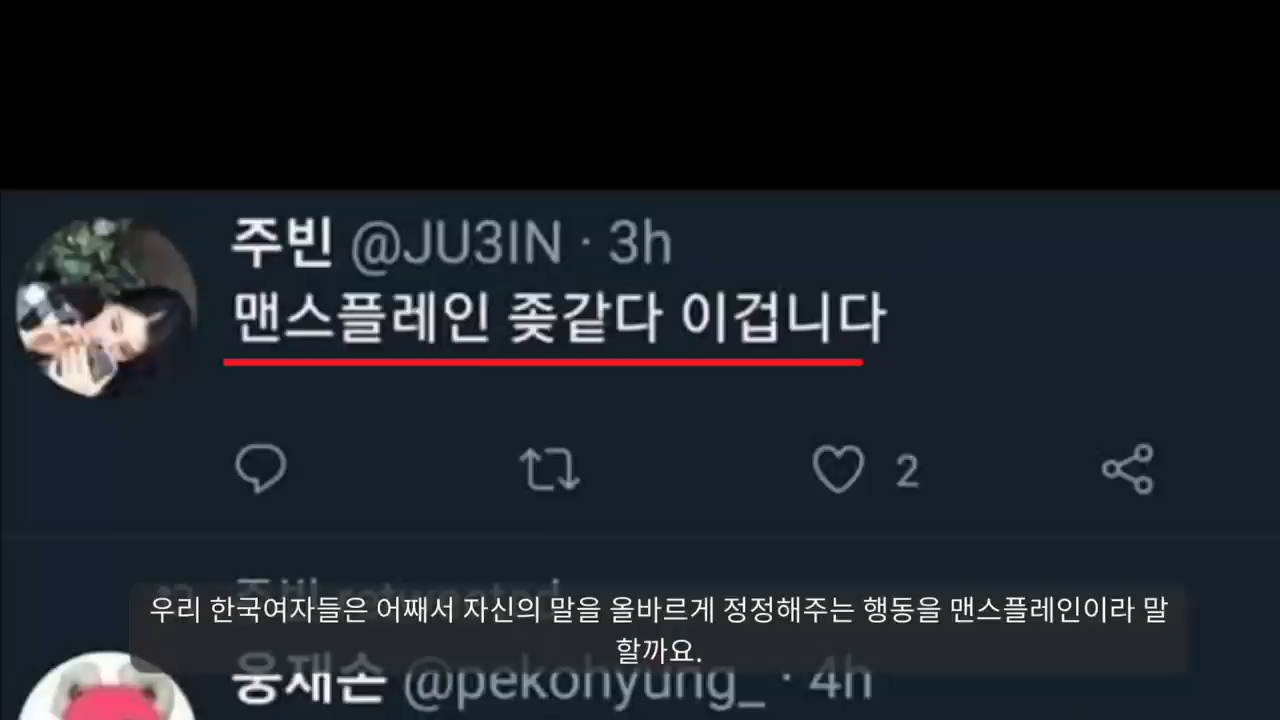 주빈 @JU3IN · 3h
맨스플레인 좆같다 이겁니다
2
주빈 retweeted
우리 한국여자들은 어째서 자신의 말을 올바르게 정정해주는 행동을 맨스플레인이라 말
할까요.
웅재손 @pekohyung_ · 4h